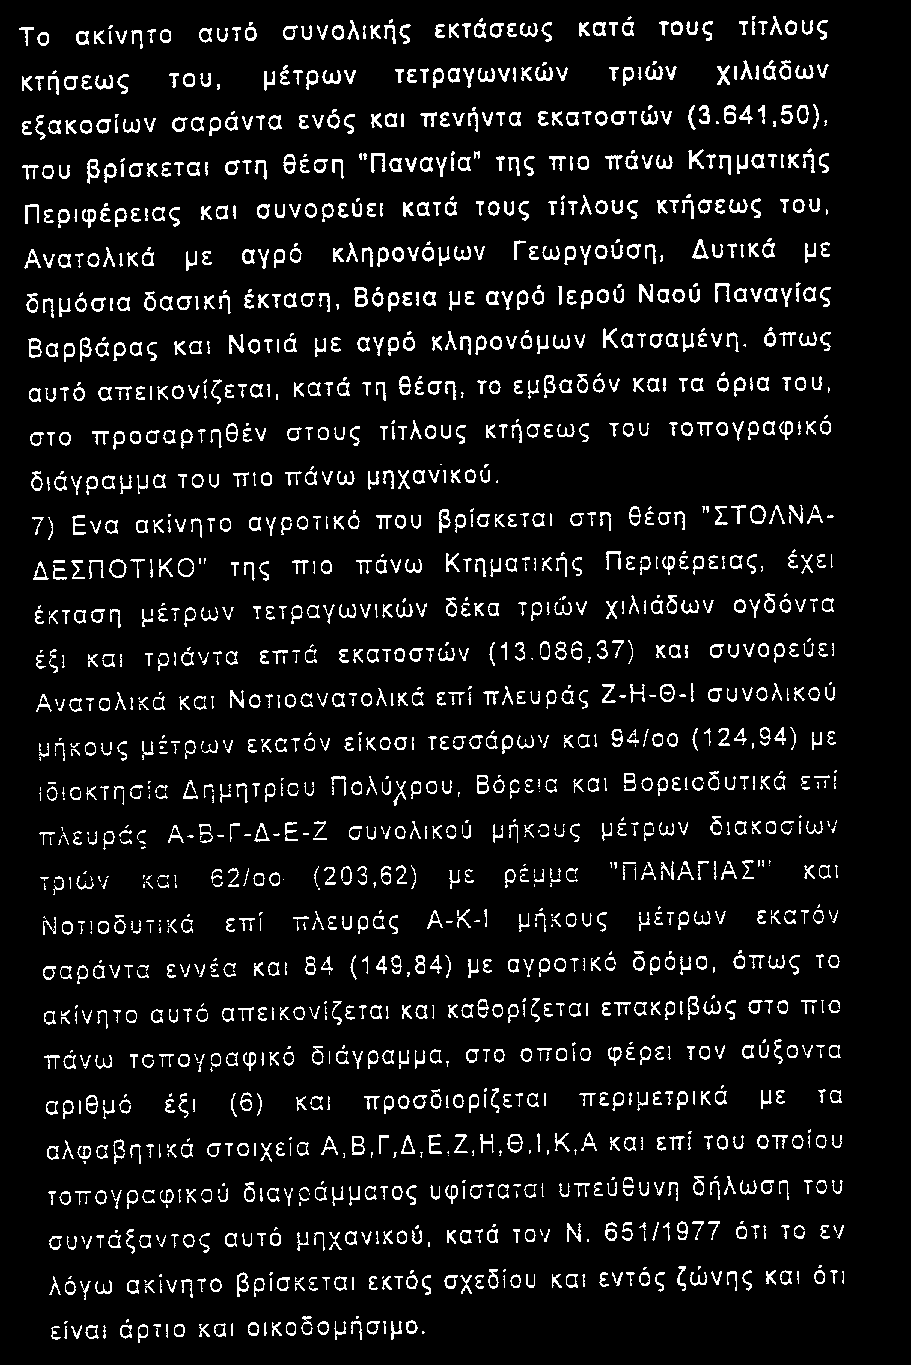 Το ακίνητο αυτό συνολικής εκτάσεως κατά τους τίτλους
κτήσεως του, μέτρων τετραγωνικών τριών χιλιάδων
εξακοσίων σαράντα ενός και πενήντα εκατοστών (3.641,50),
που βρίσκεται στη θέση "Παναγία" της πιο πάνω Κτηματικής
Περιφέρειας και συνορεύει κατά τους τίτλους κτήσεως του,
Ανατολικά με αγρό κληρονόμων Γεωργούση, Δυτικά με
δημόσια δασική έκταση, Βόρεια με αγρό Ιερού Ναού Παναγίας
Βαρβάρας και Νοτιά με αγρό κληρονόμων Κατσαμένη, όπως
αυτό απεικονίζεται, κατά τη θέση, το εμβαδόν και τα όρια του,
στο προσαρτηθέν στους τίτλους κτήσεως του τοπογραφικό
διάγραμμα του πιο πάνω μηχανικού.
7) Ενα ακίνητο αγροτικό που βρίσκεται στη θέση "ΣΤΟΛΝΑ-
ΔΕΣΠΟΤΙΚΟ" της πιο πάνω Κτηματικής Περιφέρειας, έχει
έκταση μέτρων τετραγωνικών δέκα τριών χιλιάδων ογδόντα
έξι και τριάντα επτά εκατοστών (13.086,37) και συνορεύει
Ανατολικά και Νοτιοανατολικά επί πλευράς Ζ-Η-Θ-Ι συνολικού
μήκους μέτρων εκατόν είκοσι τεσσάρων και 94/οο (124,94) με
ιδιοκτησία Δημητρίου Πολύχρου, Βόρεια και Βορειοδυτικά επί
πλευράς Α-Β-Γ-Δ-Ε-Ζ συνολικού μήκους μέτρων διακοσίων
τριών και 62/οο (203,62) με ρέμμα "ΠΑΝΑΓΙΑΣ"' και
Νοτιοδυτικά επί πλευράς Α-Κ-Ι μήκους μέτρων εκατόν
σαράντα εννέα και 84 (149,84) με αγροτικό δρόμο, όπως το
ακίνητο αυτό απεικονίζεται και καθορίζεται επακριβώς στο πιο
πάνω τοπογραφικό διάγραμμα, στο οποίο φέρει τον αύξοντα
αριθμό έξι (6) και προσδιορίζεται περιμετρικά με τα
αλφαβητικά στοιχεία Α,Β,Γ,Δ,Ε,Ζ,Η,Θ,Ι,Κ,Α και επί του οποίου
τοπογραφικού διαγράμματος υφίσταται υπεύθυνη δήλωση του
συντάξαντος αυτό μηχανικού, κατά τον Ν. 651/1977 ότι το εν
λόγω ακίνητο βρίσκεται εκτός σχεδίου και εντός ζώνης και ότι
είναι άρτιο και οικοδομήσιμο.